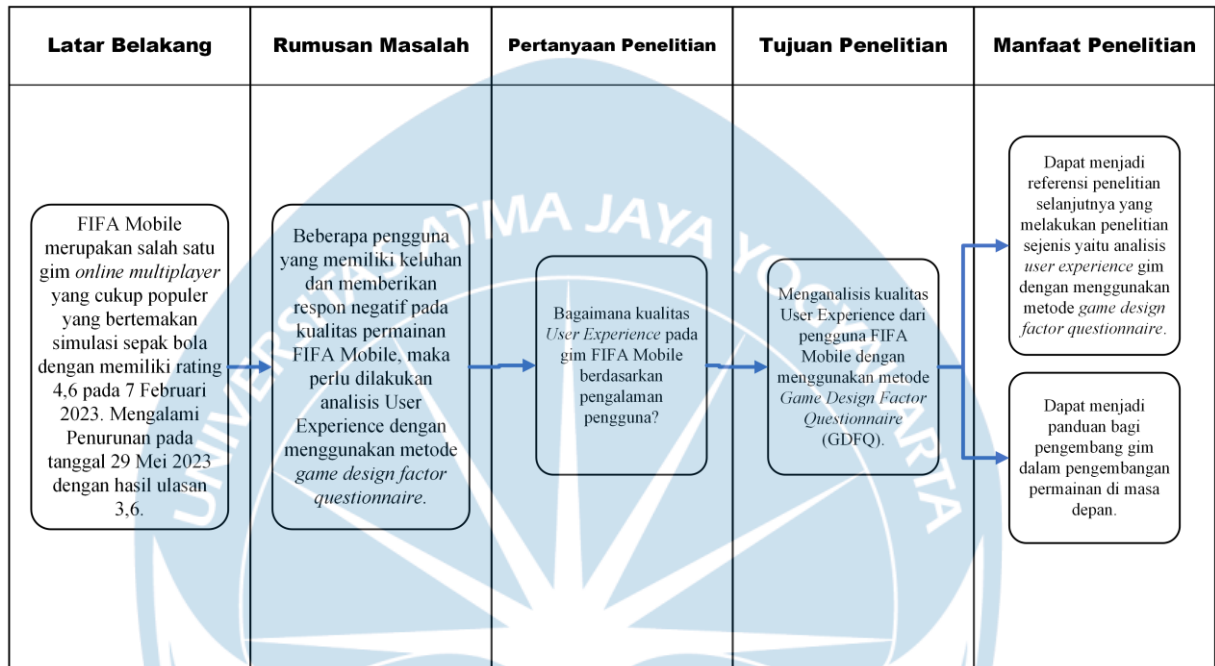 Latar Belakang
Rumusan Masalah
Pertanyaan Penelitian
Tujuan Penelitian
Manfaat Penelitian
FIFA Mobile
merupakan salah satu
gim online multiplayer
yang cukup populer
yang bertemakan
simulasi sepak bola
dengan memiliki rating
4,6 pada 7 Februari
2023. Mengalami
Penurunan pada
tanggal 29 Mei 2023
dengan hasil ulasan
3,6.
Beberapa pengguna
yang memiliki keluhan
dan memberikan
respon negatif pada
kualitas permainan
FIFA Mobile, maka
perlu dilakukan
analisis User
Experience dengan
menggunakan metode
game design factor
questionnaire.
Bagaimana kualitas
User Experience pada
gim FIFA Mobile
berdasarkan
pengalaman
pengguna?
Menganalisis kualitas
User Experience dari
pengguna FIFA
Mobile dengan
menggunakan metode
Game Design Factor
Questionnaire
(GDFQ).
Dapat menjadi
referensi penelitian
selanjutnya yang
melakukan penelitian
sejenis yaitu analisis
user experience gim
dengan menggunakan
metode game design
factor questionnaire.
Dapat menjadi
panduan bagi
pengembang gim
dalam pengembangan
permainan di masa
depan.
UNIVERSITAS ATMA JAYA YOGYAKARTA